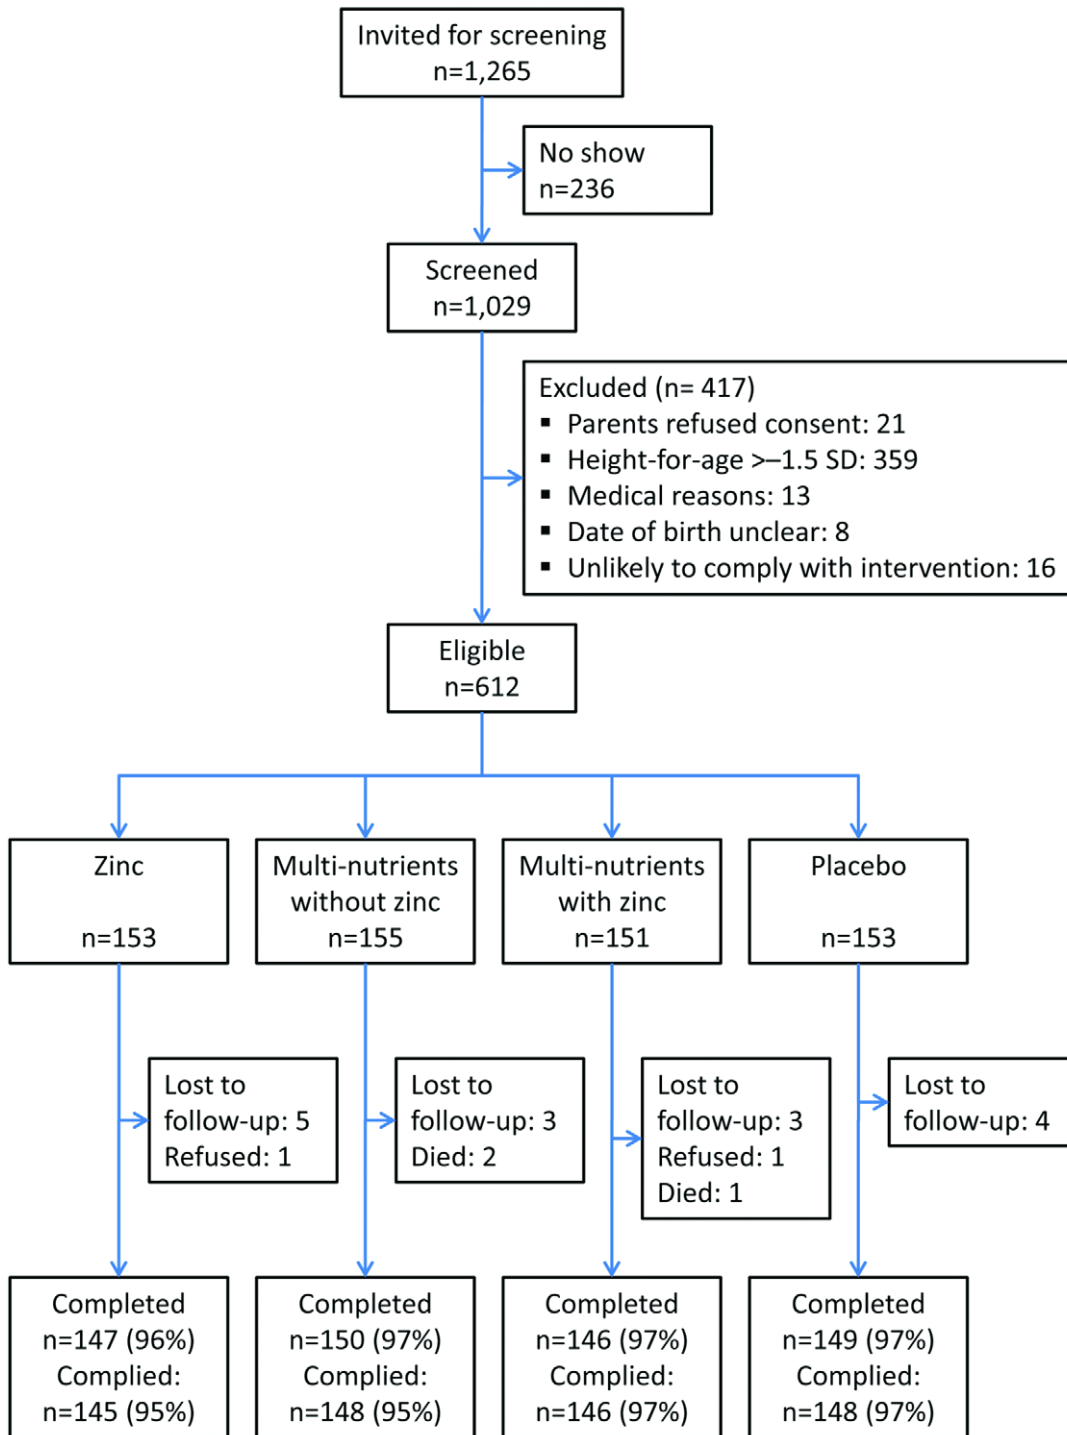 Invited for screening
n=1,265
No show
n=236
Screened
n=1,029
Excluded (n= 417)
▪ Parents refused consent: 21
▪ Height-for-age >–1.5 SD: 359
▪ Medical reasons: 13
▪ Date of birth unclear: 8
▪ Unlikely to comply with intervention: 16
Eligible
n=612
Zinc
n=153
Multi-nutrients
without zinc
n=155
Multi-nutrients
with zinc
n=151
Placebo
n=153
Lost to
follow-up: 5
Refused: 1
Lost to
follow-up: 3
Died: 2
Lost to
follow-up: 3
Refused: 1
Died: 1
Lost to
follow-up: 4
Completed
n=147 (96%)
Complied:
n=145 (95%)
Completed
n=150 (97%)
Complied:
n=148 (95%)
Completed
n=146 (97%)
Complied:
n=146 (97%)
Completed
n=149 (97%)
Complied:
n=148 (97%)